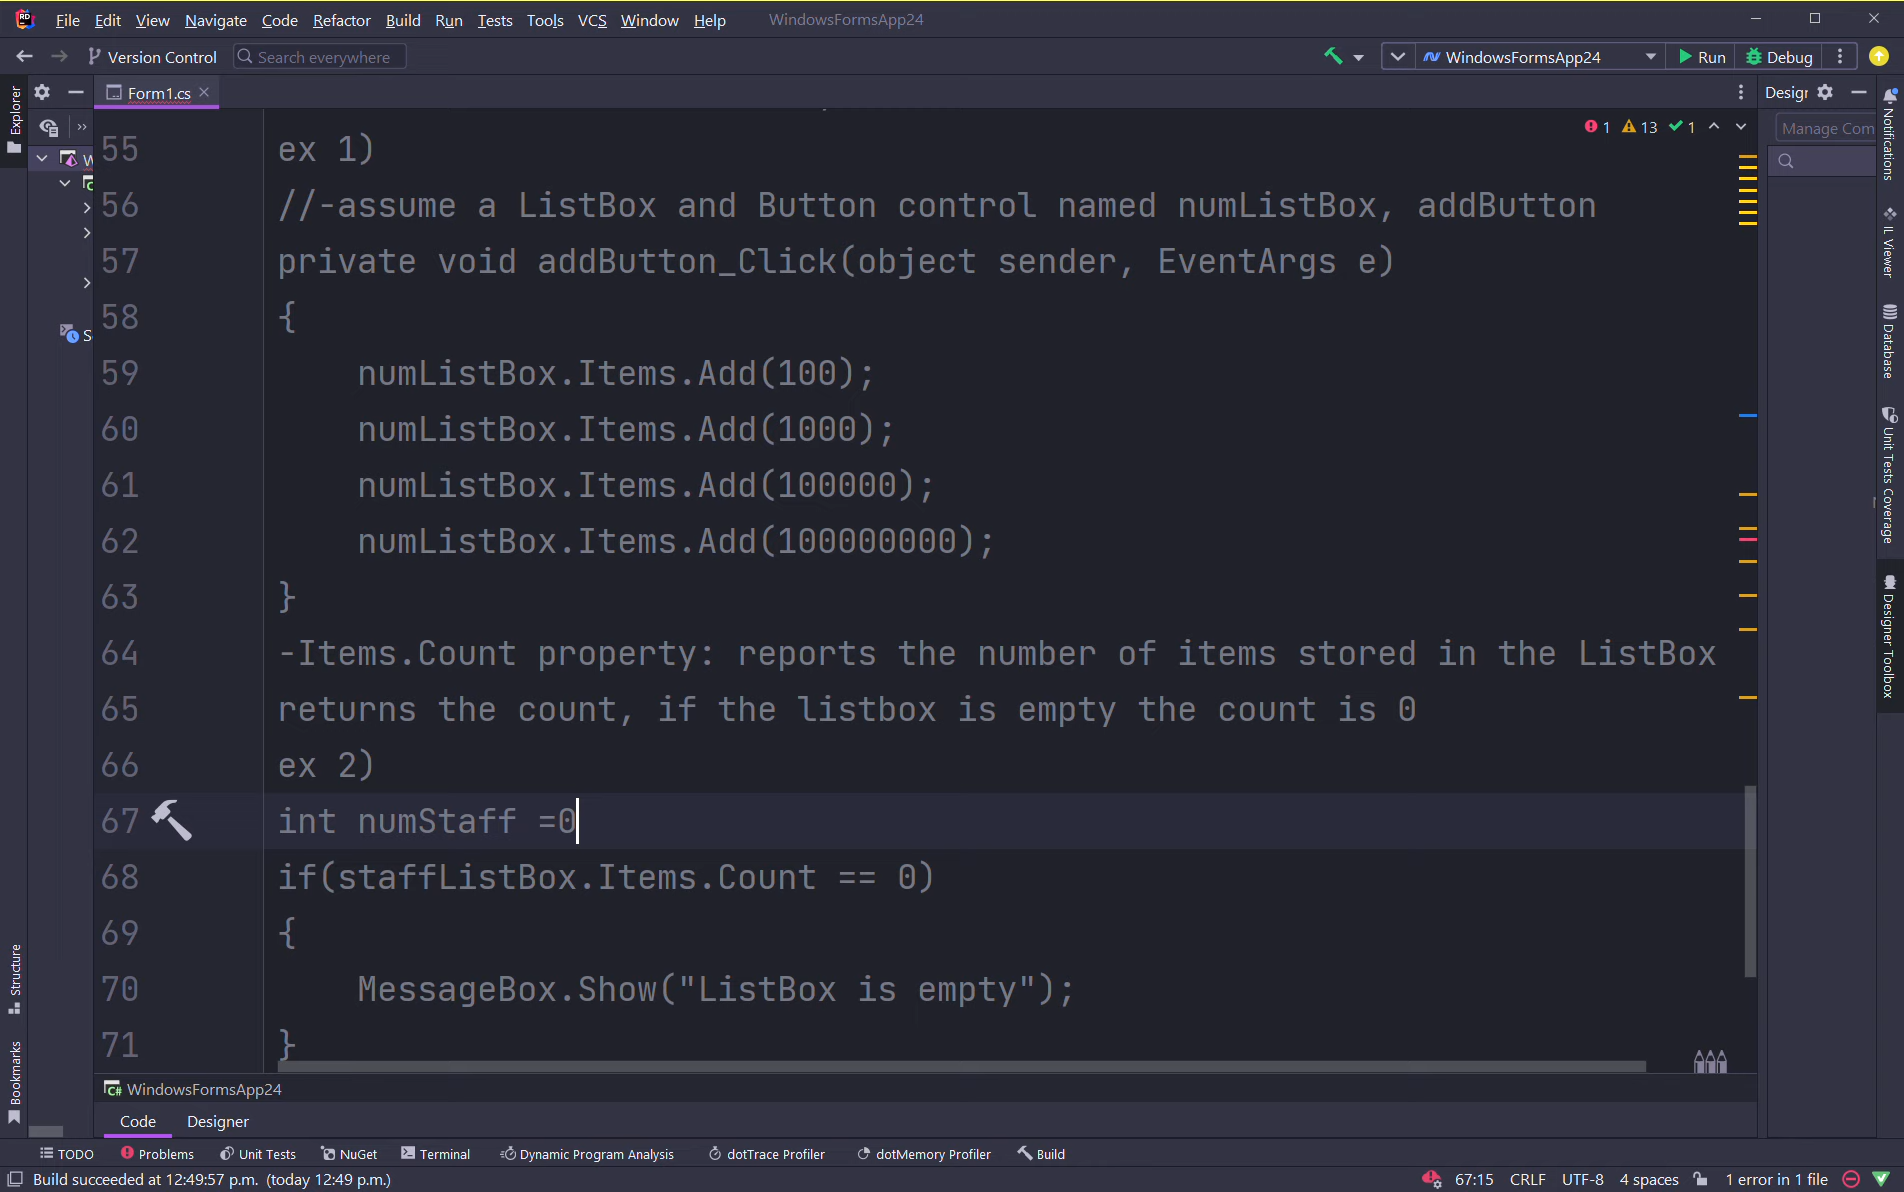 File Edit View Navigate Code Refactor Build Run Tests Tools VCS Window Help WindowsFormsApp24
Version Control Search everywhere WindowsFormsApp24 Run Debug
Explorer Form1.cs Notifications
Manage Com
1 13 1
55 ex 1)
56 //-assume a ListBox and Button control named numListBox, addButton
57 private void addButton_Click(object sender, EventArgs e)
58 {
59 numListBox.Items.Add(100);
60 numListBox.Items.Add(1000);
61 numListBox.Items.Add(100000);
62 numListBox.Items.Add(100000000);
63 }
64 -Items.Count property: reports the number of items stored in the ListBox
65 returns the count, if the listbox is empty the count is 0
66 ex 2)
67 int numStaff =0
68 if(staffListBox.Items.Count == 0)
69 {
70 MessageBox.Show("ListBox is empty");
71 }
IL Viewer
Database
Unit Tests Coverage
Designer Toolbox
Structure
Bookmarks
C# WindowsFormsApp24
Code Designer
TODO Problems Unit Tests NuGet Terminal Dynamic Program Analysis dotTrace Profiler dotMemory Profiler Build
Build succeeded at 12:49:57 p.m. (today 12:49 p.m.) 67:15 CRLF UTF-8 4 spaces 1 error in 1 file